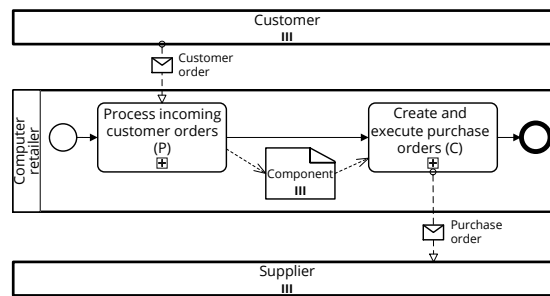 Customer
Customer
order
Computer
retailer
Process incoming
customer orders
(P)
Component
Create and
execute purchase
orders (C)
Purchase
order
Supplier